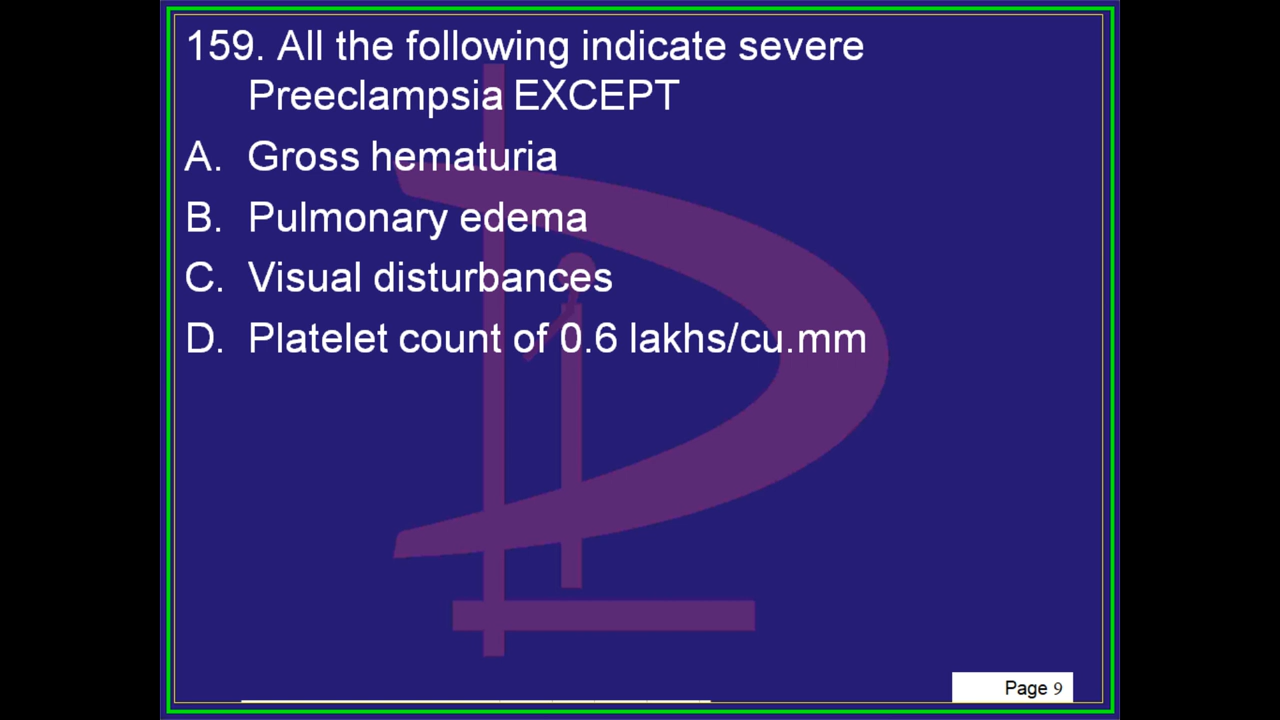 159. All the following indicate severe
Preeclampsia EXCEPT
A. Gross hematuria
B. Pulmonary edema
C. Visual disturbances
D. Platelet count of 0.6 lakhs/cu.mm
Page 9